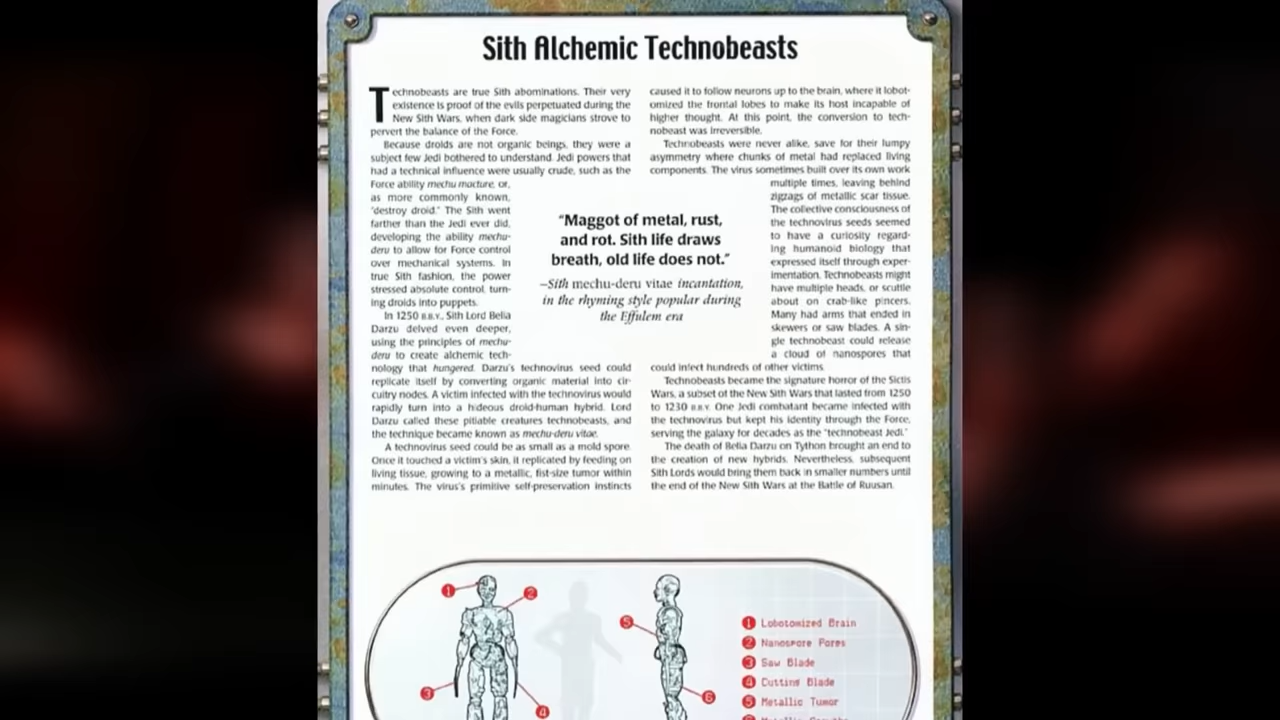 Sith Alchemic Technobeasts
Technobeasts are true Sith abominations. Their very
existence is proof of the evils perpetuated during the
New Sith Wars, when dark side magicians strove to
pervert the balance of the Force.
Because droids are not organic beings, they were a
subject few Jedi bothered to understand. Jedi powers that
had a technical influence were usually crude, such as the
Force ability mechu macture, or,
as more commonly known,
"destroy droid." The Sith went
farther than the Jedi ever did,
developing the ability mechu-
deru to allow for Force control
over mechanical systems. In
true Sith fashion, the power
stressed absolute control, turn-
ing droids into puppets.
In 1250 B.B.Y., Sith Lord Belia
Darzu delved even deeper,
using the principles of mechu-
deru to create alchemic tech-
nology that hungered. Darzu's technovirus seed could
replicate itself by converting organic material into cir-
cuitry nodes. A victim infected with the technovirus would
rapidly turn into a hideous droid-human hybrid. Lord
Darzu called these pitiable creatures technobeasts, and
the technique became known as mechu-deru vitae.
A technovirus seed could be as small as a mold spore.
Once it touched a victim's skin, it replicated by feeding on
living tissue, growing to a metallic, fist-size tumor within
minutes. The virus's primitive self-preservation instincts
"Maggot of metal, rust,
and rot. Sith life draws
breath, old life does not."
—Sith mechu-deru vitae incantation,
in the rhyming style popular during
the Effulem era
caused it to follow neurons up to the brain, where it lobot-
omized the frontal lobes to make its host incapable of
higher thought. At this point, the conversion to tech-
nobeast was irreversible.
Technobeasts were never alike, save for their lumpy
asymmetry where chunks of metal had replaced living
components. The virus sometimes built over its own work
multiple times, leaving behind
zigzags of metallic scar tissue.
The collective consciousness of
the technovirus seeds seemed
to have a curiosity regard-
ing humanoid biology that
expressed itself through exper-
imentation. Technobeasts might
have multiple heads, or scuttle
about on crab-like pincers.
Many had arms that ended in
skewers or saw blades. A sin-
gle technobeast could release
a cloud of nanospores that
could infect hundreds of other victims.
Technobeasts became the signature horror of the Sictis
Wars, a subset of the New Sith Wars that lasted from 1250
to 1230 B.B.Y. One Jedi combatant became infected with
the technovirus but kept his identity through the Force,
serving the galaxy for decades as the "technobeast Jedi."
The death of Belia Darzu on Tython brought an end to
the creation of new hybrids. Nevertheless, subsequent
Sith Lords would bring them back in smaller numbers until
the end of the New Sith Wars at the Battle of Ruusan.
1
2
3
4
5
6
1 Lobotomized Brain
2 Nanospore Pores
3 Saw Blade
4 Cutting Blade
5 Metallic Tumor